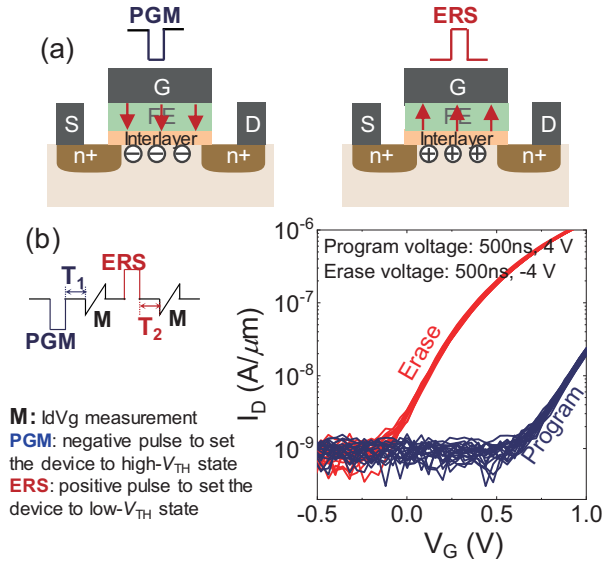 (a)
PGM
G
S
FE
D
Interlayer
n+
n+
ERS
G
S
FE
D
Interlayer
n+
n+
(b)
T1
ERS
M
T2
M
PGM
M: IdVg measurement
PGM: negative pulse to set
the device to high-VTH state
ERS: positive pulse to set the
device to low-VTH state
Program voltage: 500ns, 4 V
Erase voltage: 500ns, -4 V
Erase
Program
10-6
10-7
10-8
10-9
ID (A/μm)
-0.5 0.0 0.5 1.0
VG (V)